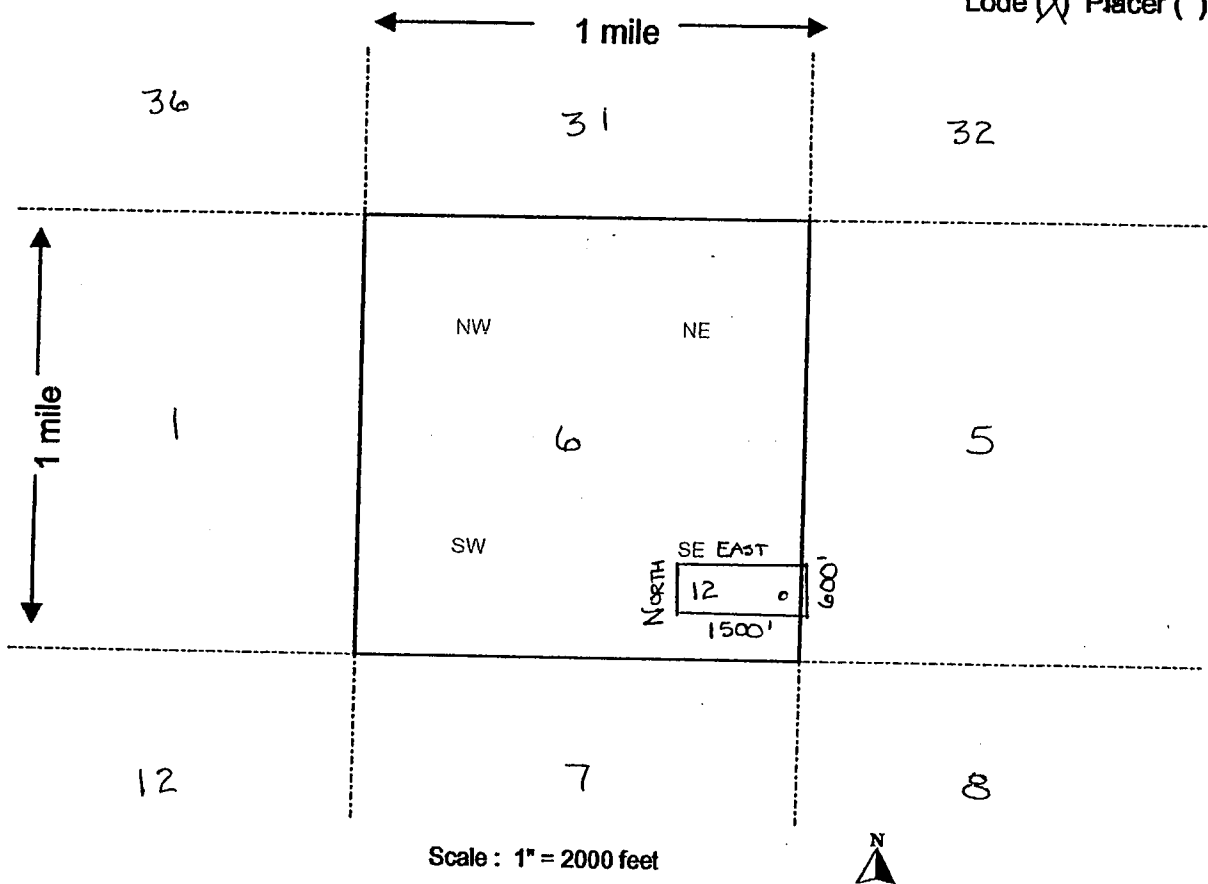 Lode (X) Placer ( )
1 mile
36
31
32
NW
NE
1 mile
1
6
5
SW
SE EAST
NORTH
12
600'
1500'
12
7
8
Scale : 1" = 2000 feet
N